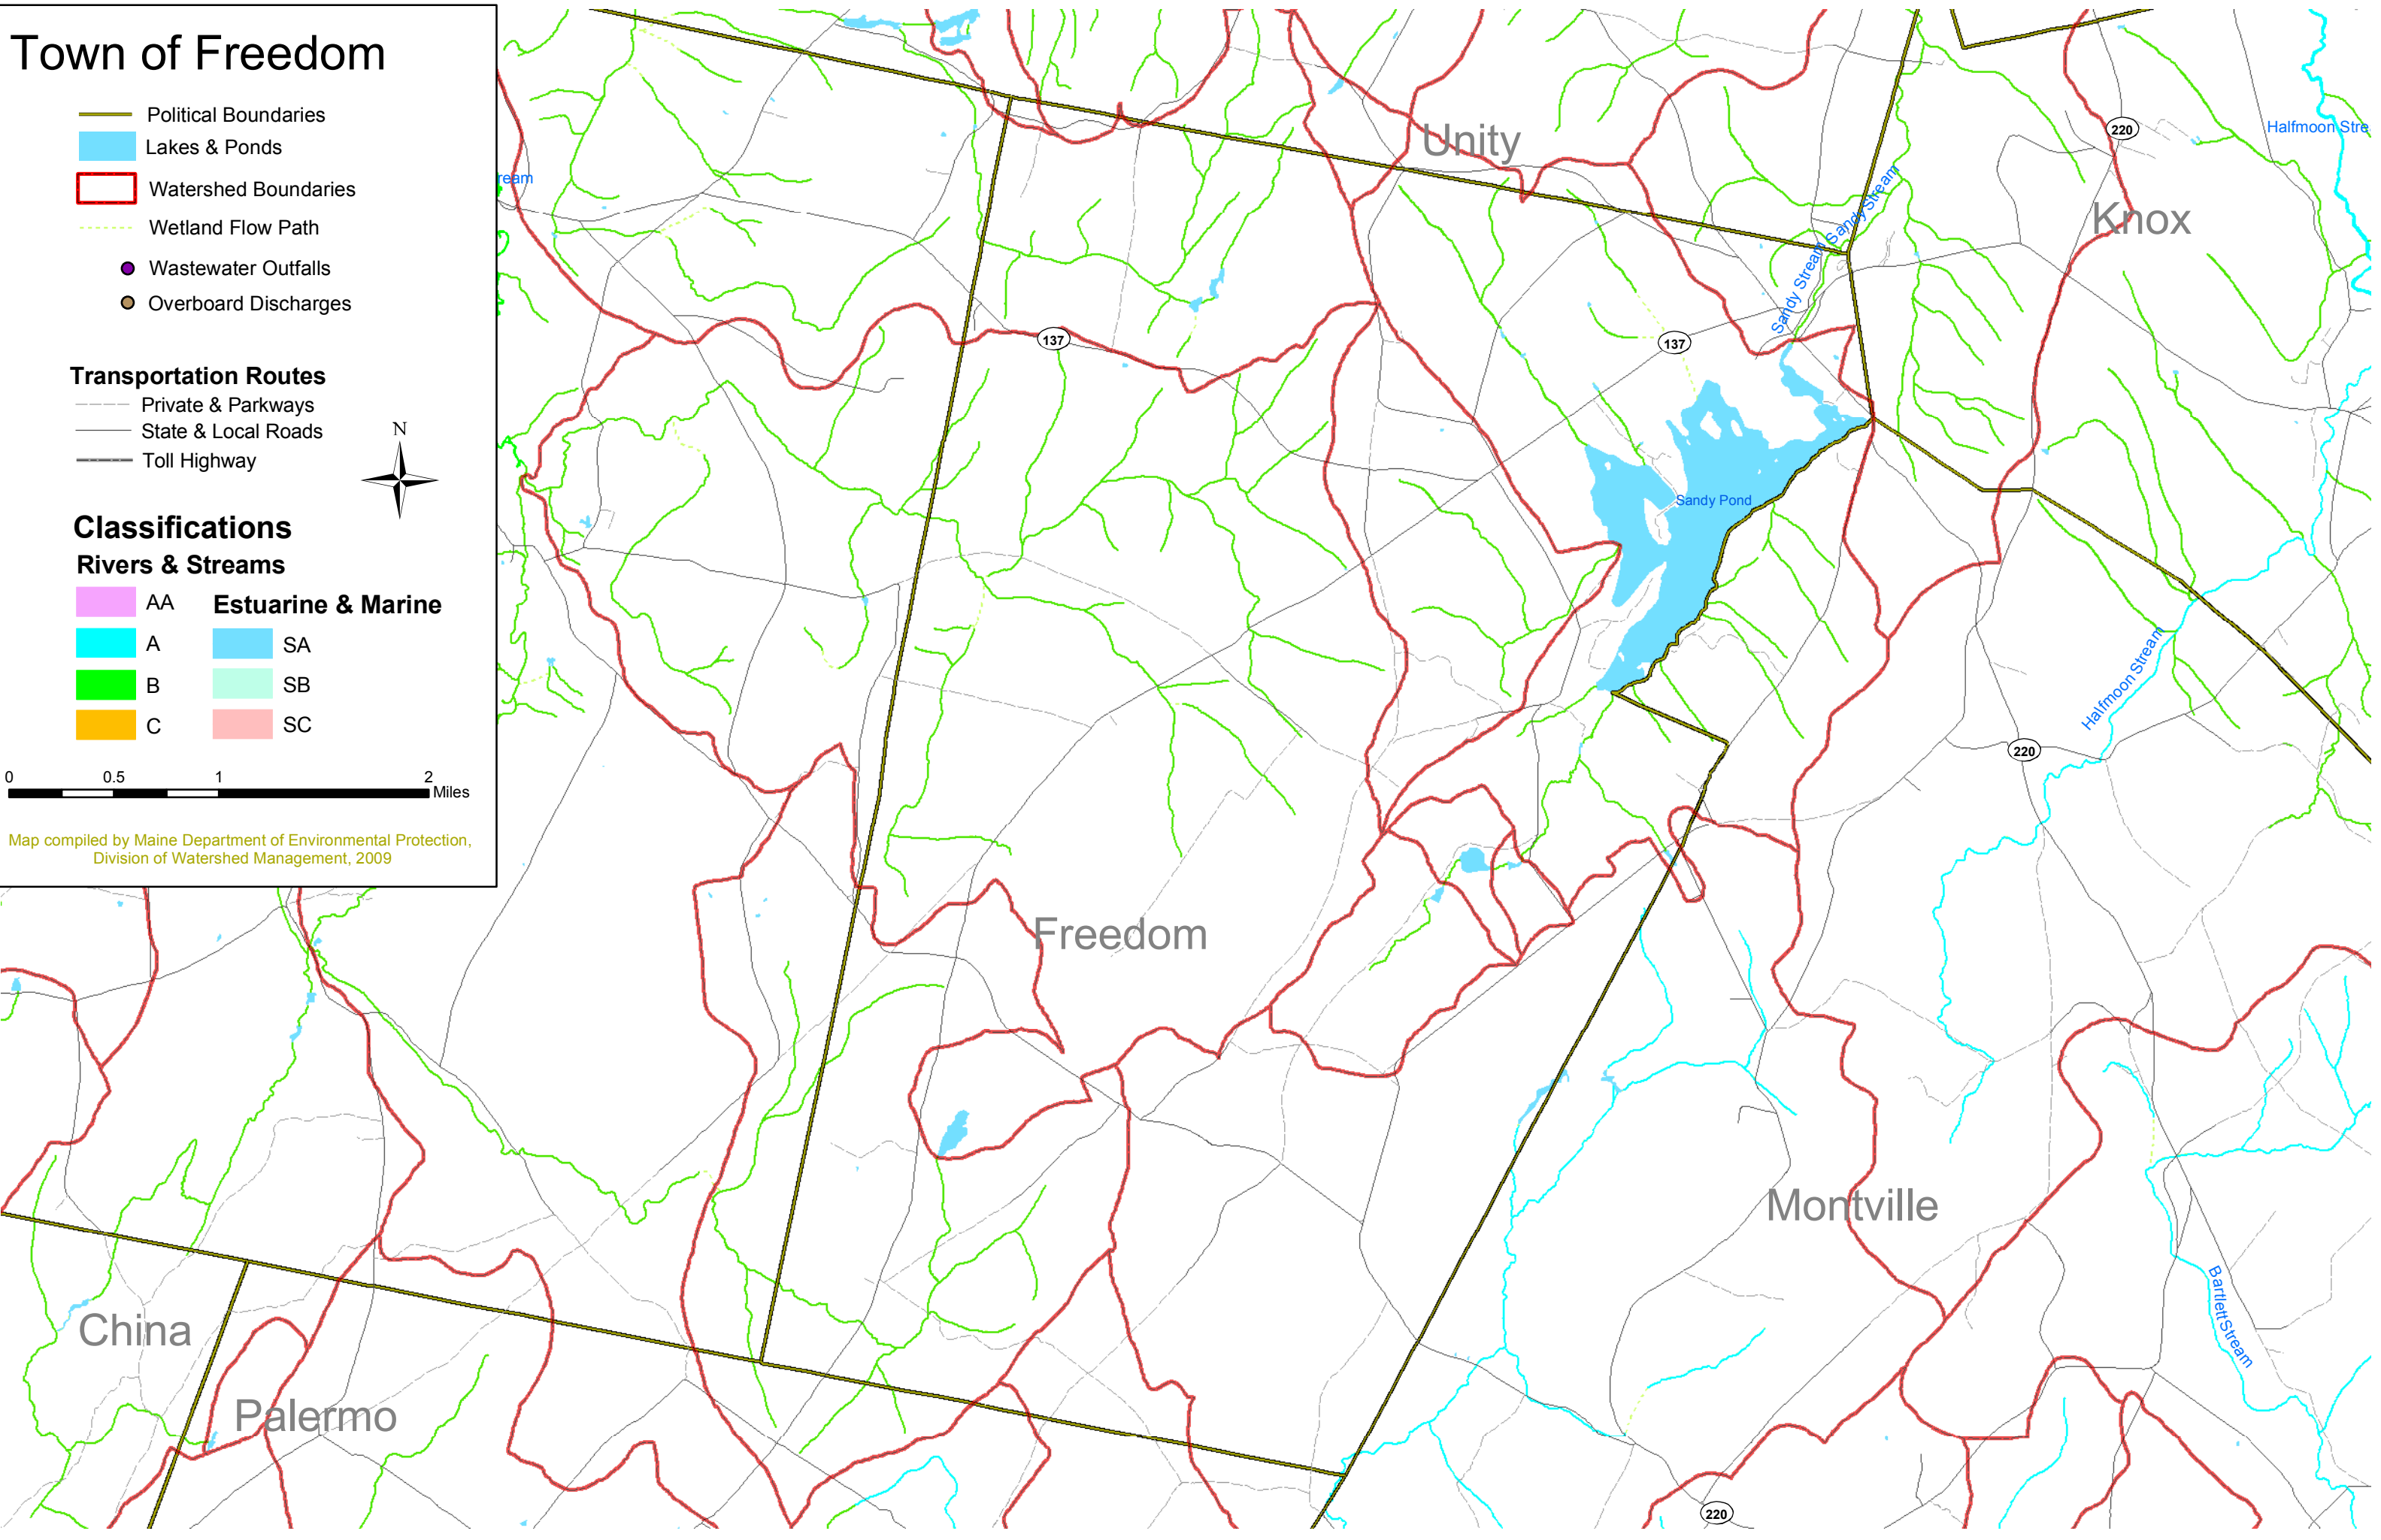 Town of Freedom
Political Boundaries
Lakes & Ponds
Watershed Boundaries
Wetland Flow Path
Wastewater Outfalls
Overboard Discharges
Transportation Routes
Private & Parkways
State & Local Roads
Toll Highway
N
Classifications
Rivers & Streams
AA
Estuarine & Marine
A
SA
B
SB
C
SC
0 0.5 1 2
Miles
Map compiled by Maine Department of Environmental Protection,
Division of Watershed Management, 2009
ream
Unity
220
Halfmoon Stre
Knox
Sandy Stream
Sandy Stream
137
137
Sandy Pond
Halfmoon Stream
220
Freedom
Montville
Bartlett Stream
China
Palermo
220